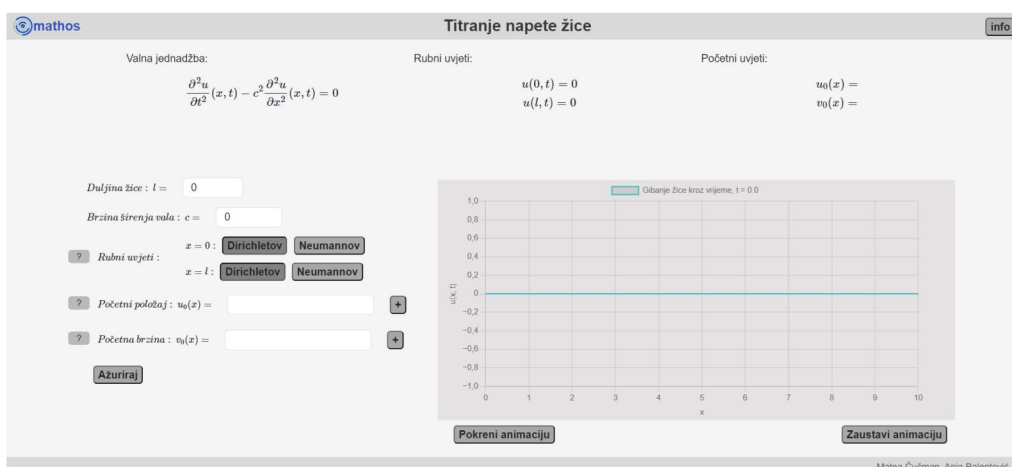 mathos
Titranje napete žice
info
Valna jednadžba:
Rubni uvjeti:
Početni uvjeti:
∂²u/∂t² (x, t) − c² ∂²u/∂x² (x, t) = 0
u(0, t) = 0
u(l, t) = 0
u₀(x) =
v₀(x) =
Duljina žice : l = 0
Brzina širenja vala : c = 0
? Rubni uvjeti :
x = 0 : Dirichletov Neumannov
x = l : Dirichletov Neumannov
? Početni položaj : u₀(x) = +
? Početna brzina : v₀(x) = +
Ažuriraj
Gibanje žice kroz vrijeme, t = 0.0
u(x, t)
1,0
0,8
0,6
0,4
0,2
0
−0,2
−0,4
−0,6
−0,8
−1,0
0 1 2 3 4 5 6 7 8 9 10
x
Pokreni animaciju
Zaustavi animaciju
Matea Čučman, Anja Palentović